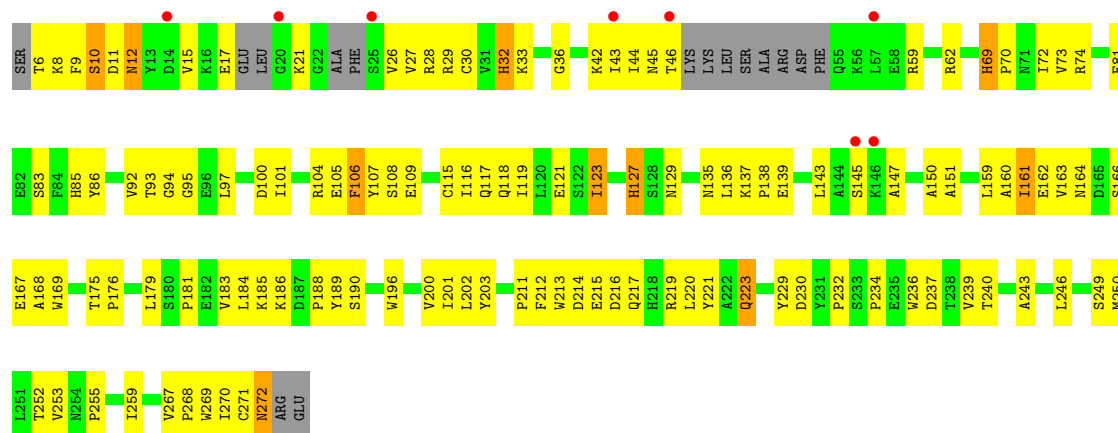 SER T6 K8 F9 S10 D11 N12 Y13 D14 V15 K16 E17 GLU LEU G20 K21 G22 ALA PHE S25 V26 V27 R28 R29 C30 V31 H32 K33 G36 K42 I43 I44 N45 T46 LYS LYS LEU SER ALA ARG ASP PHE Q55 K56 L57 E58 R59 R62 H69 P70 N71 I72 V73 R74 E81
E82 S83 F84 H85 Y86 V92 T93 G94 G95 E96 L97 D100 I101 R104 E105 F106 Y107 S108 E109 C115 I116 Q117 Q118 I119 L120 E121 S122 I123 H127 S128 N129 N135 L136 K137 P138 E139 L143 A144 S145 K146 A147 A150 A151 L159 A160 I161 E162 V163 N164 D165 S166
E167 A168 W169 T175 P176 L179 S180 P181 E182 V183 L184 K185 K186 D187 P188 Y189 S190 W196 V200 I201 L202 Y203 P211 F212 W213 D214 E215 D216 Q217 H218 R219 L220 Y221 A222 Q223 Y229 D230 Y231 P232 S233 P234 E235 W236 D237 T238 V239 T240 A243 L246 S249 M250
L251 T252 V253 N254 P255 I259 V267 P268 W269 I270 C271 N272 ARG GLU